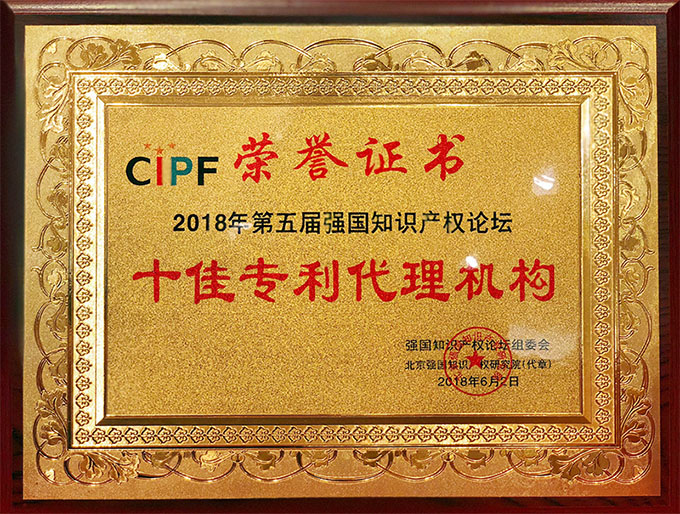 CIPF 荣誉证书
2018年第五届强国知识产权论坛
十佳专利代理机构
强国知识产权论坛组委会
北京强国知识产权研究院(代章)
2018年6月2日